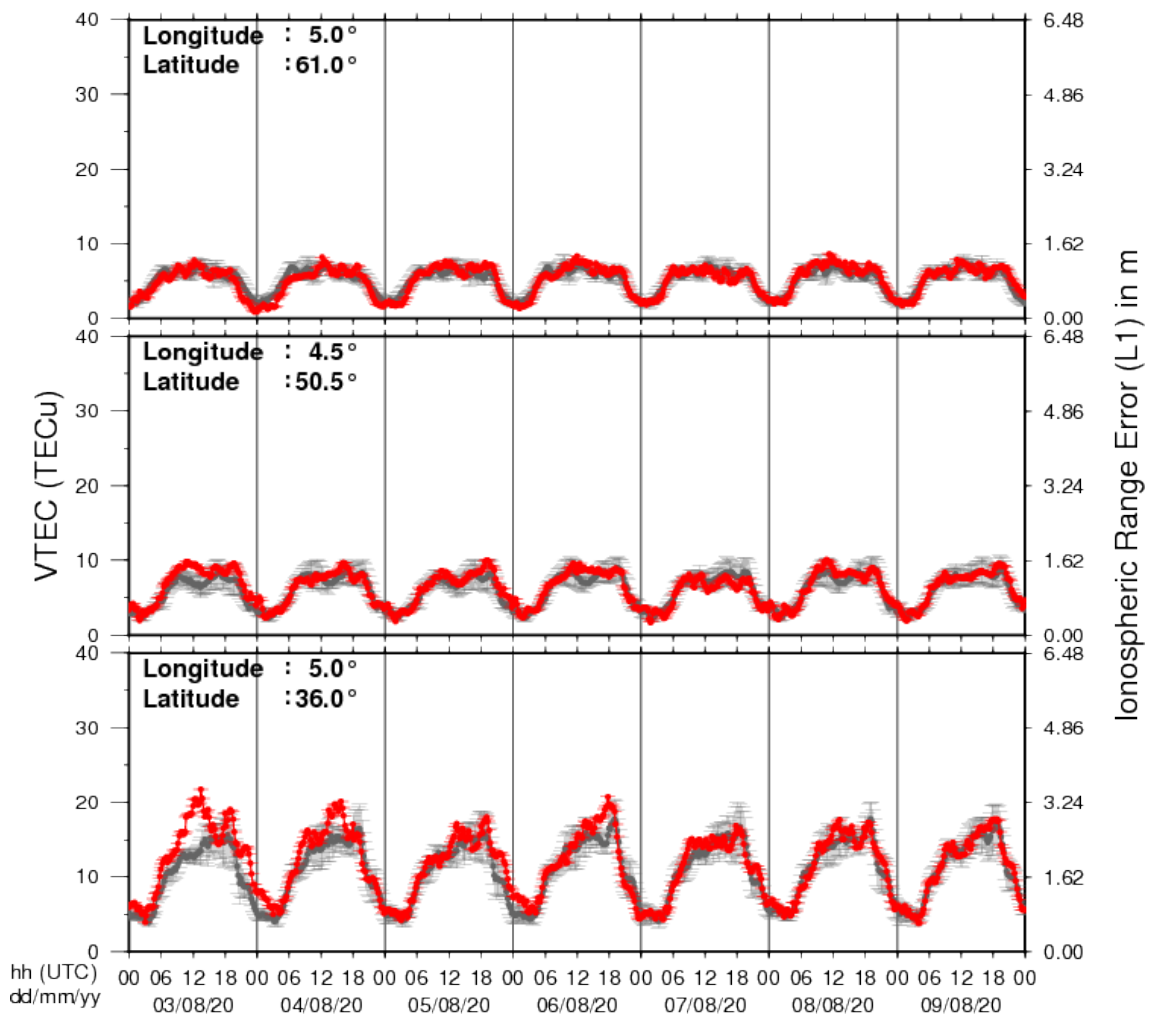 40 6.48
Longitude : 5.0°
Latitude :61.0°
30 4.86
20 3.24
10 1.62
0 0.00
40 6.48
Longitude : 4.5°
Latitude :50.5°
30 4.86
20 3.24
10 1.62
0 0.00
40 6.48
Longitude : 5.0°
Latitude :36.0°
30 4.86
20 3.24
10 1.62
0 0.00
VTEC (TECu)
Ionospheric Range Error (L1) in m
hh (UTC) 00 06 12 18 00 06 12 18 00 06 12 18 00 06 12 18 00 06 12 18 00 06 12 18 00 06 12 18 00
dd/mm/yy 03/08/20 04/08/20 05/08/20 06/08/20 07/08/20 08/08/20 09/08/20